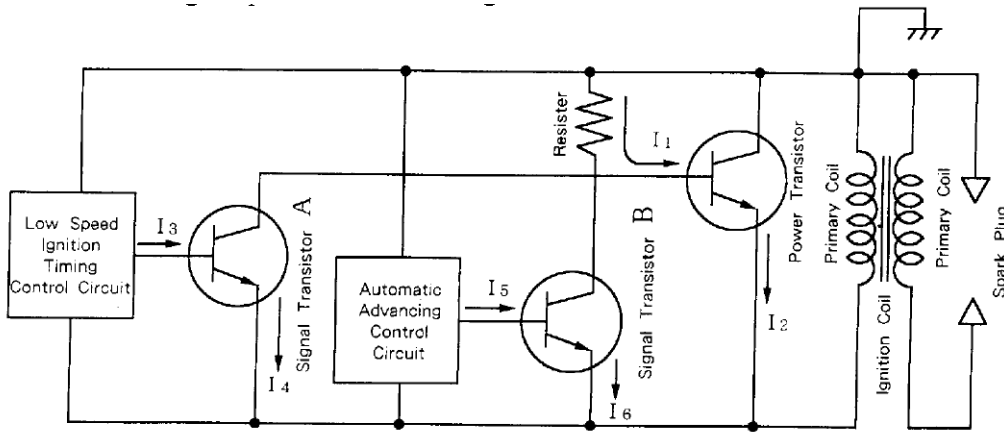 Resister
I1
Power Transistor
Primary Coil
Primary Coil
Spark Plug
Ignition Coil
A
B
Low Speed
Ignition
Timing
Control Circuit
I3
Signal Transistor
I4
Automatic
Advancing
Control
Circuit
I5
Signal Transistor
I6
I2